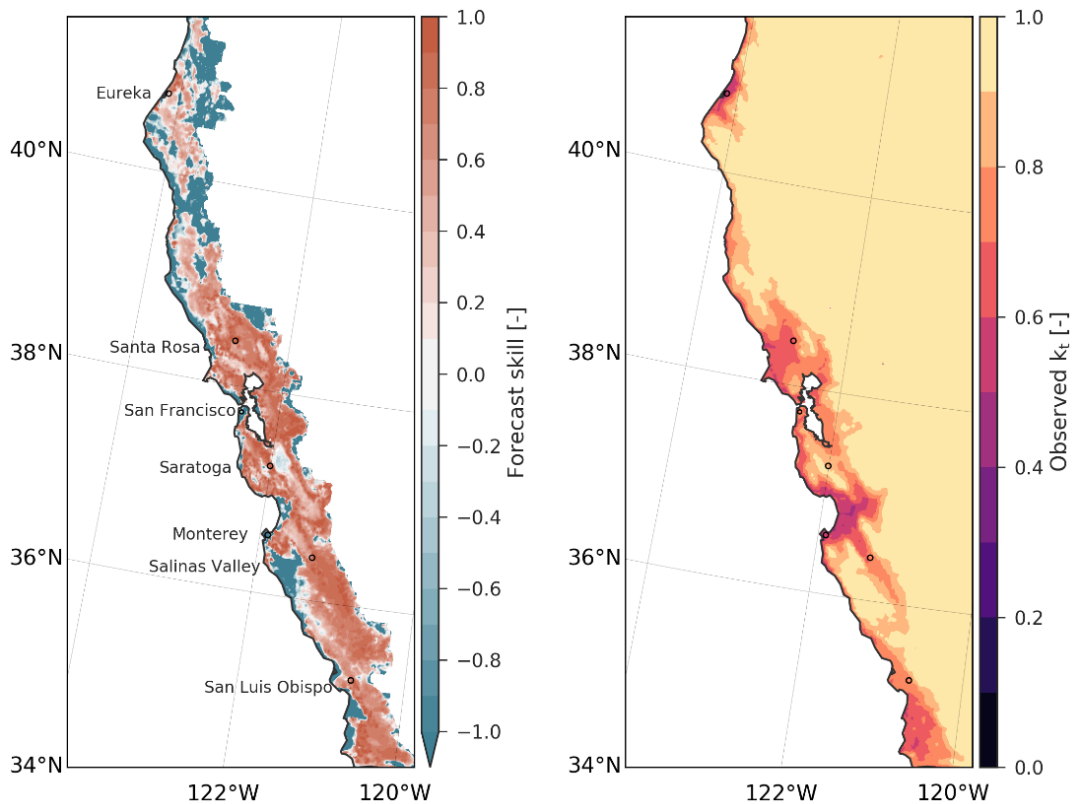 Eureka
Santa Rosa
San Francisco
Saratoga
Monterey
Salinas Valley
San Luis Obispo
40°N
38°N
36°N
34°N
122°W
120°W
1.0
0.8
0.6
0.4
0.2
0.0
−0.2
−0.4
−0.6
−0.8
−1.0
Forecast skill [-]
40°N
38°N
36°N
34°N
122°W
120°W
1.0
0.8
0.6
0.4
0.2
0.0
Observed kt [-]